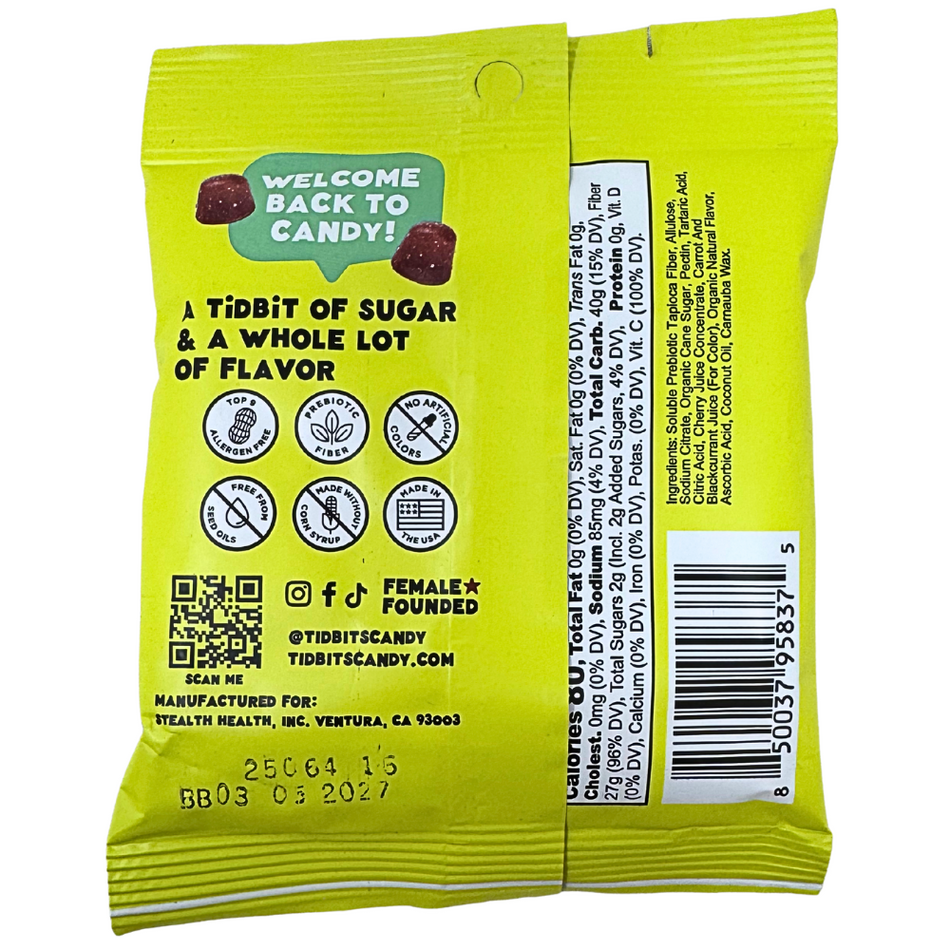 WELCOME
BACK TO
CANDY!
A TiDBiT OF SUGAR
& A WHOLE LOT
OF FLAVOR
TOP 9
ALLERGEN FREE
PREBIOTIC
FIBER
NO ARTIFICIAL
COLORS
FREE FROM
SEED OILS
MADE WITHOUT
CORN SYRUP
MADE IN
THE USA
SCAN ME
FEMALE★
FOUNDED
@TIDBITSCANDY
TIDBITSCANDY.COM
MANUFACTURED FOR:
STEALTH HEALTH, INC. VENTURA, CA 93003
25064 16
BB03 05 2027
Calories 80, Total Fat 0g (0% DV), Sat. Fat 0g (0% DV), Trans Fat 0g,
Cholest. 0mg (0% DV), Sodium 85mg (4% DV), Total Carb. 40g (15% DV), Fiber
27g (96% DV), Total Sugars 2g (Incl. 2g Added Sugars, 4% DV), Protein 0g, Vit. D
(0% DV), Calcium (0% DV), Iron (0% DV), Potas. (0% DV), Vit. C (100% DV).
Ingredients: Soluble Prebiotic Tapioca Fiber, Allulose,
Sodium Citrate, Organic Cane Sugar, Pectin, Tartaric Acid,
Citric Acid, Cherry Juice Concentrate, Carrot And
Blackcurrant Juice (For Color), Organic Natural Flavor,
Ascorbic Acid, Coconut Oil, Carnauba Wax.
8 50037 95837 5